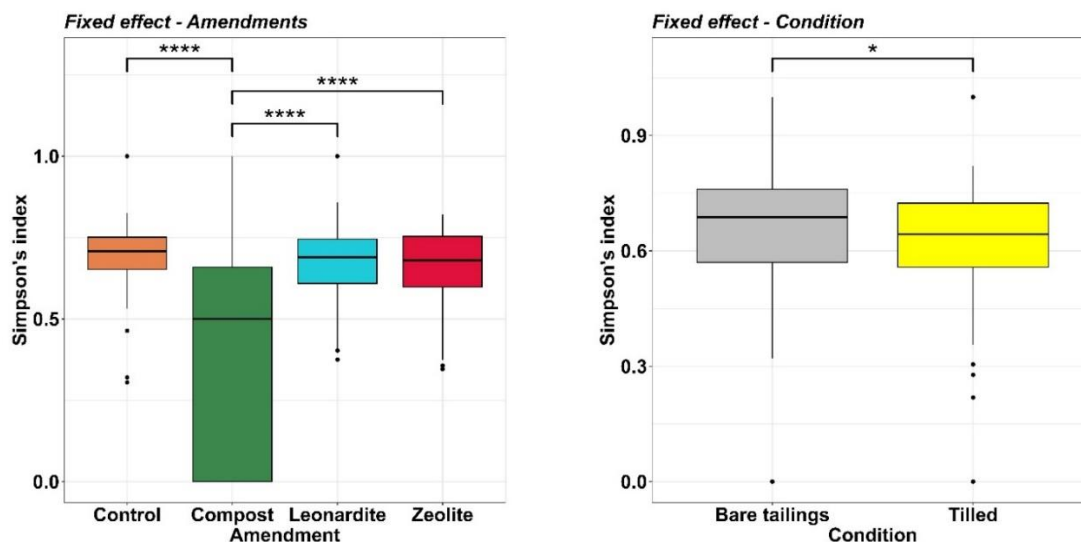 Fixed effect - Amendments
****
****
****
1.0
0.5
0.0
Simpson's index
Control Compost Leonardite Zeolite
Amendment
Fixed effect - Condition
*
0.9
0.6
0.3
0.0
Simpson's index
Bare tailings Tilled
Condition